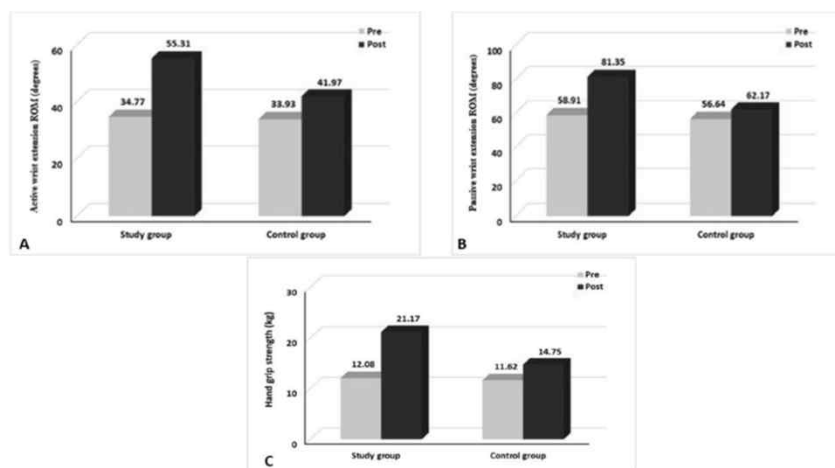 Pre
Post
Active wrist extension ROM (degrees)
60
40
20
0
34.77
55.31
33.93
41.97
Study group
Control group
A
Pre
Post
Passive wrist extension ROM (degrees)
100
80
60
40
20
0
58.91
81.35
56.64
62.17
Study group
Control group
B
Pre
Post
Hand grip strength (kg)
30
20
10
0
12.08
21.17
11.62
14.75
Study group
Control group
C